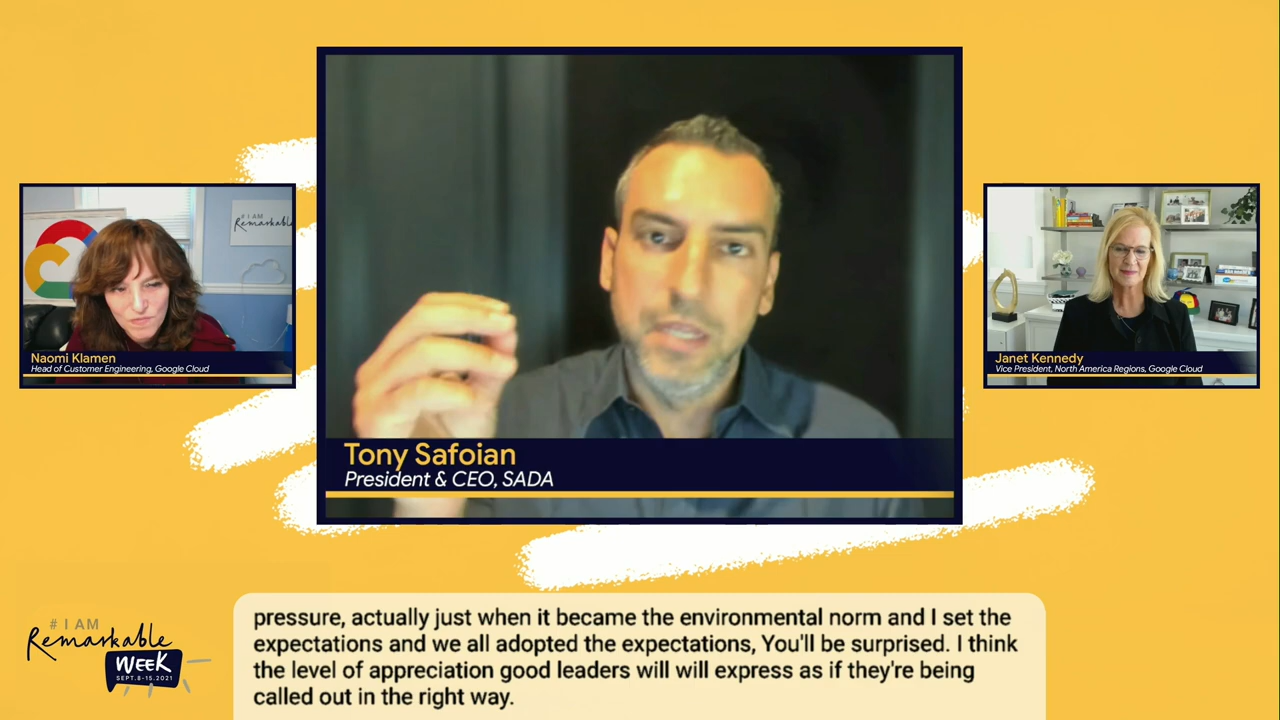 #IAM
Remarkable
Naomi Klamen
Head of Customer Engineering, Google Cloud
Tony Safoian
President & CEO, SADA
Janet Kennedy
Vice President, North America Regions, Google Cloud
pressure, actually just when it became the environmental norm and I set the
expectations and we all adopted the expectations, You'll be surprised. I think
the level of appreciation good leaders will will express as if they're being
called out in the right way.
# I AM
Remarkable
WEEK
SEPT.8-15.2021